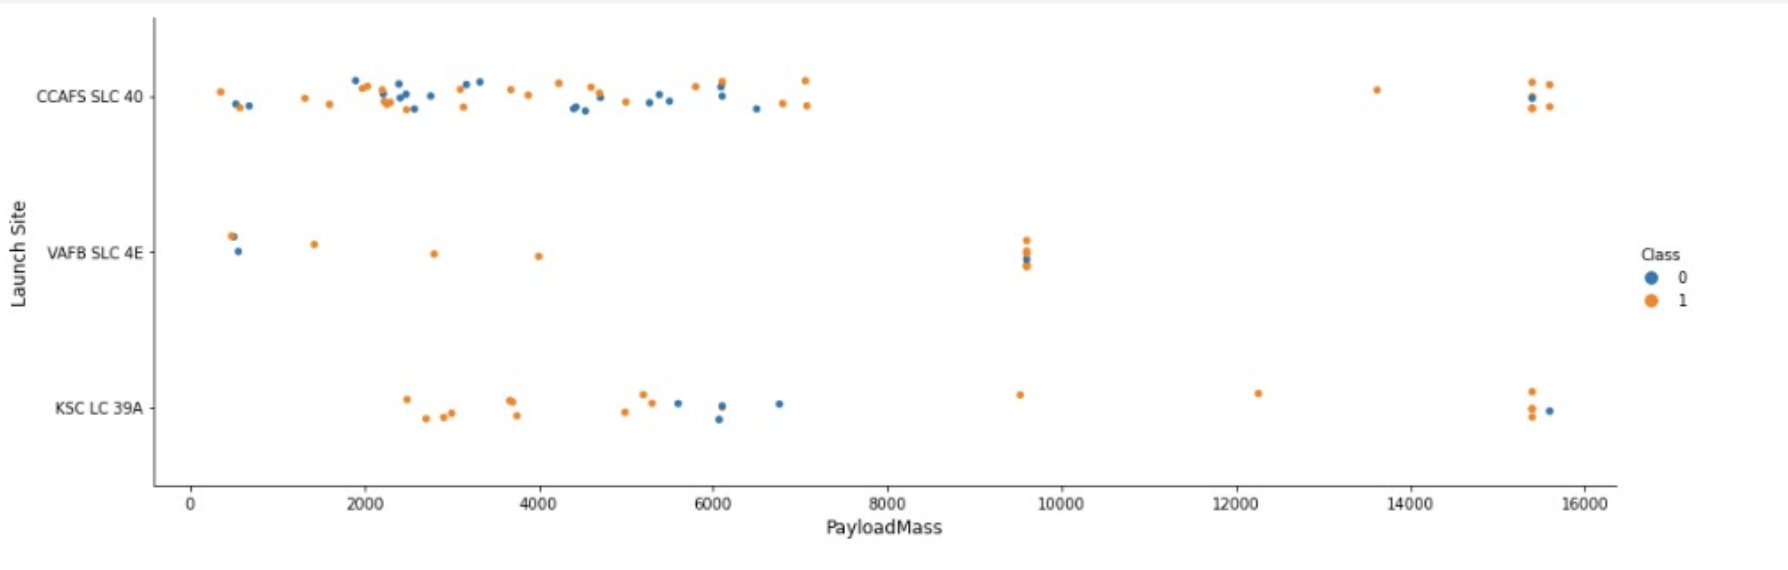 CCAFS SLC 40
VAFB SLC 4E
KSC LC 39A
Launch Site
0 2000 4000 6000 8000 10000 12000 14000 16000
PayloadMass
Class
0
1